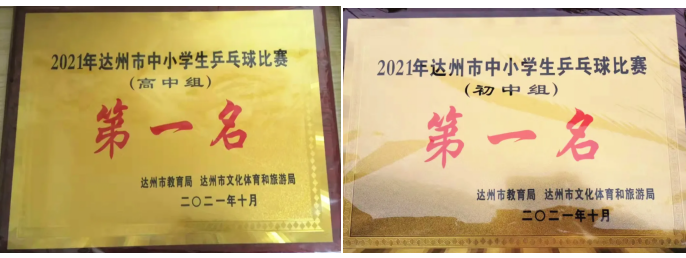 2021年达州市中小学生乒乓球比赛
(高中组)
第一名
达州市教育局 达州市文化体育和旅游局
二〇二一年十月
2021年达州市中小学生乒乓球比赛
(初中组)
第一名
达州市教育局 达州市文化体育和旅游局
二〇二一年十月